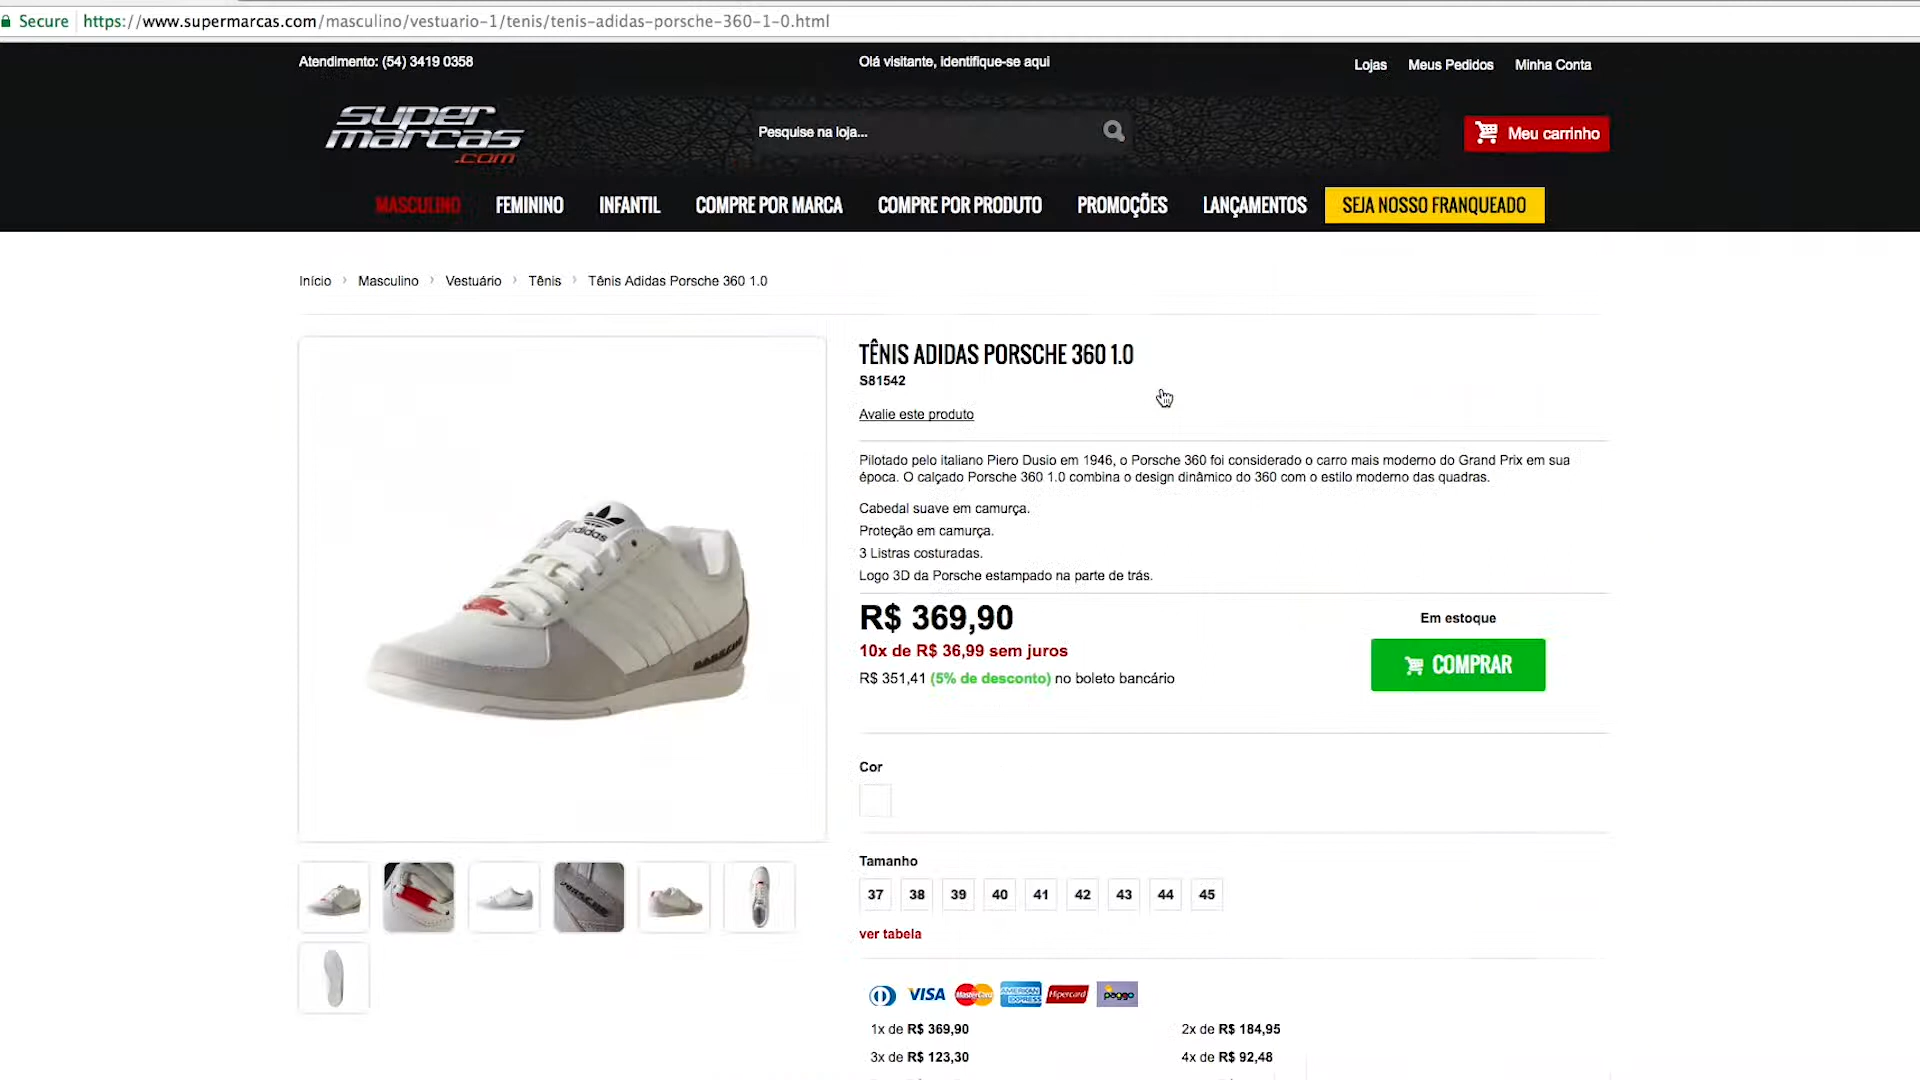 Secure https://www.supermarcas.com/masculino/vestuario-1/tenis/tenis-adidas-porsche-360-1-0.html
Atendimento: (54) 3419 0358
Olá visitante, identifique-se aqui
Lojas Meus Pedidos Minha Conta
super
marcas
.com
Pesquise na loja...
Meu carrinho
MASCULINO FEMININO INFANTIL COMPRE POR MARCA COMPRE POR PRODUTO PROMOÇÕES LANÇAMENTOS SEJA NOSSO FRANQUEADO
Início › Masculino › Vestuário › Tênis › Tênis Adidas Porsche 360 1.0
TÊNIS ADIDAS PORSCHE 360 1.0
S81542
Avalie este produto
Pilotado pelo italiano Piero Dusio em 1946, o Porsche 360 foi considerado o carro mais moderno do Grand Prix em sua
época. O calçado Porsche 360 1.0 combina o design dinâmico do 360 com o estilo moderno das quadras.
Cabedal suave em camurça.
Proteção em camurça.
3 Listras costuradas.
Logo 3D da Porsche estampado na parte de trás.
adidas
PORSCHE
R$ 369,90
10x de R$ 36,99 sem juros
R$ 351,41 (5% de desconto) no boleto bancário
Em estoque
COMPRAR
Cor
Tamanho
37 38 39 40 41 42 43 44 45
ver tabela
PORSCHE
VISA MasterCard AMERICAN EXPRESS Hipercard paggo
1x de R$ 369,90 2x de R$ 184,95
3x de R$ 123,30 4x de R$ 92,48